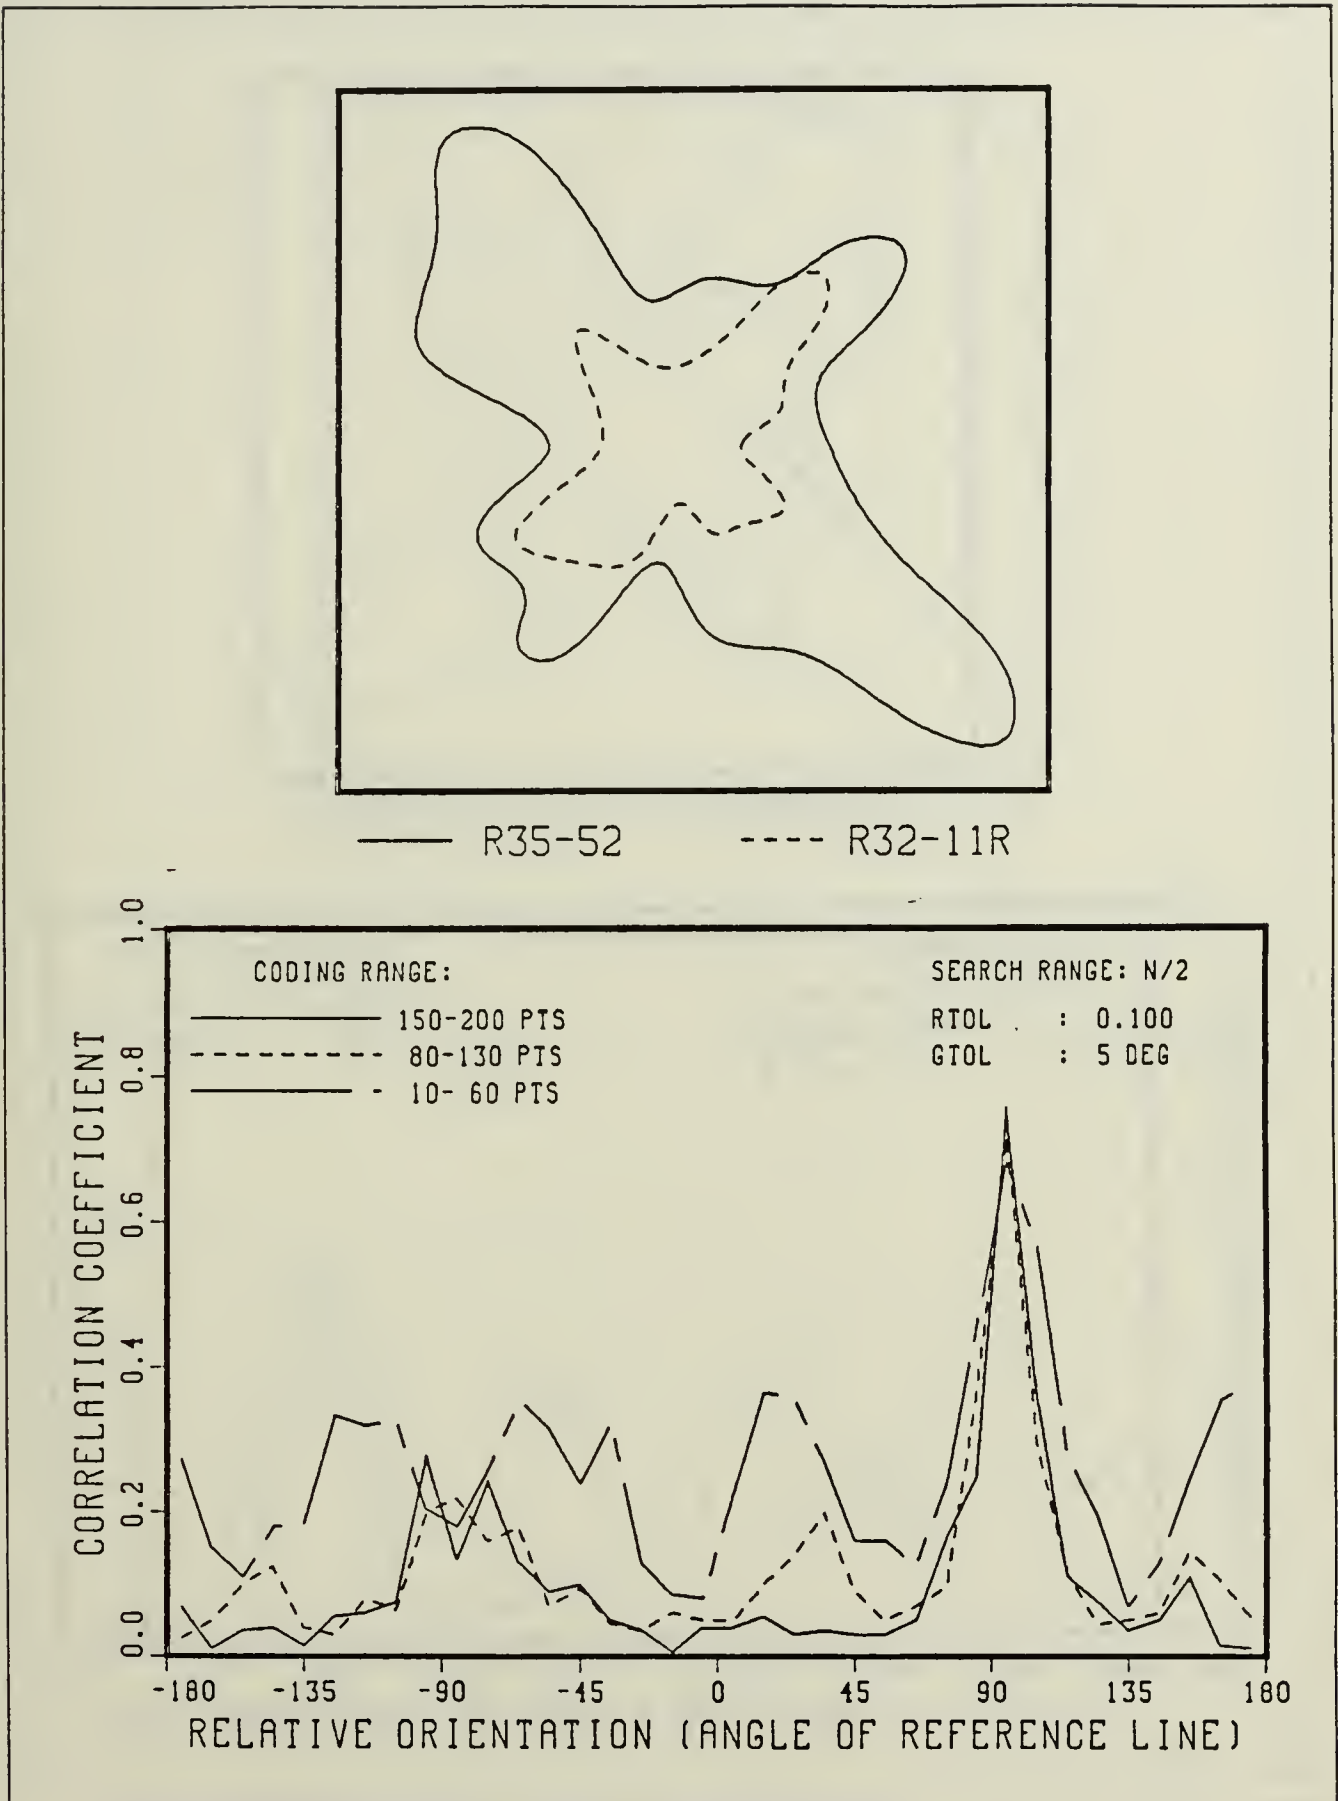 R35-52 R32-11R
CODING RANGE:
150-200 PTS
80-130 PTS
10- 60 PTS
SEARCH RANGE: N/2
RTOL : 0.100
GTOL : 5 DEG
CORRELATION COEFFICIENT
1.0
0.8
0.6
0.4
0.2
0.0
-180 -135 -90 -45 0 45 90 135 180
RELATIVE ORIENTATION (ANGLE OF REFERENCE LINE)